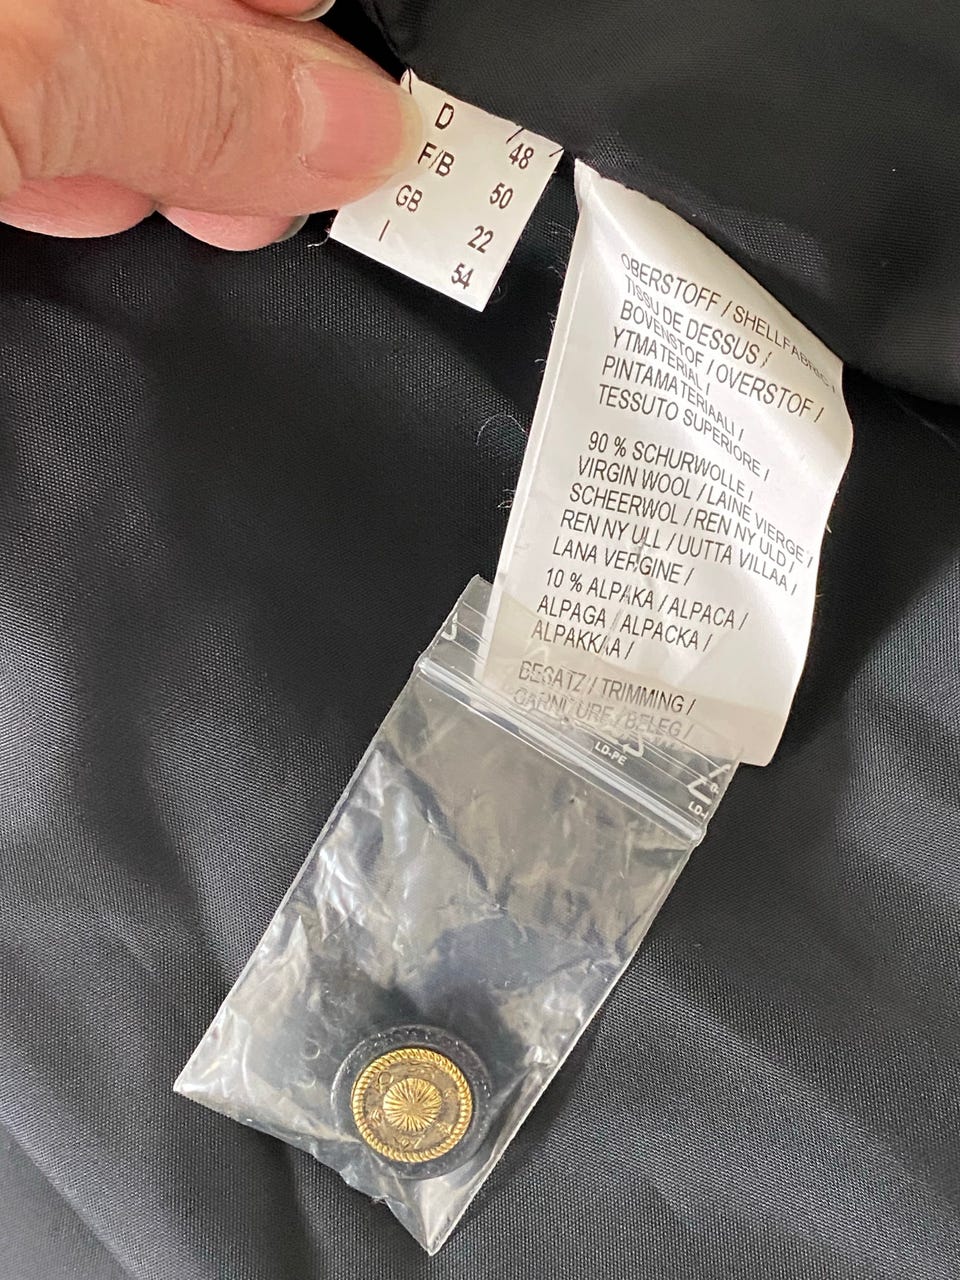 D / 48
F/B 50
GB 22
I 54
OBERSTOFF / SHELLFABRIC /
TISSU DE DESSUS /
BOVENSTOF / OVERSTOF /
YTMATERIAL /
PINTAMATERIAALI /
TESSUTO SUPERIORE /
90 % SCHURWOLLE /
VIRGIN WOOL / LAINE VIERGE /
SCHEERWOL / REN NY ULD /
REN NY ULL / UUTTA VILLAA /
LANA VERGINE /
10 % ALPAKA / ALPACA /
ALPAGA / ALPACKA /
ALPAKKAA /
BESATZ / TRIMMING /
GARNITURE / BELEG /
LD-PE